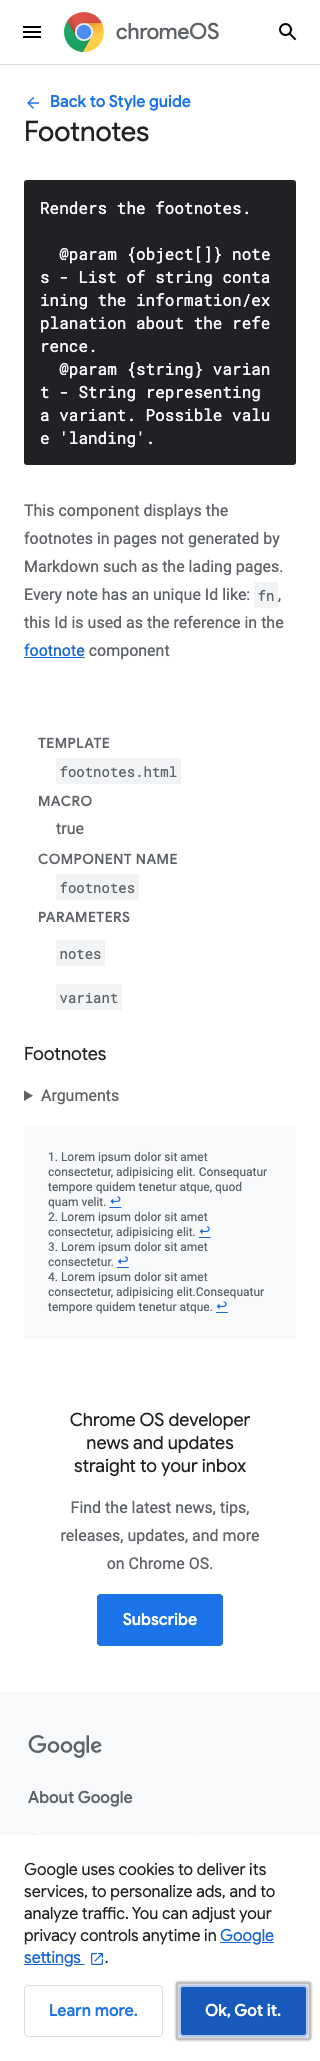 chromeOS
← Back to Style guide
Footnotes
Renders the footnotes.
@param {object[]} note
s - List of string conta
ining the information/ex
planation about the refe
rence.
@param {string} varian
t - String representing
a variant. Possible valu
e 'landing'.
This component displays the
footnotes in pages not generated by
Markdown such as the lading pages.
Every note has an unique Id like: fn,
this Id is used as the reference in the
footnote component
TEMPLATE
footnotes.html
MACRO
true
COMPONENT NAME
footnotes
PARAMETERS
notes
variant
Footnotes
Arguments
1. Lorem ipsum dolor sit amet
consectetur, adipisicing elit. Consequatur
tempore quidem tenetur atque, quod
quam velit. ↩
2. Lorem ipsum dolor sit amet
consectetur, adipisicing elit. ↩
3. Lorem ipsum dolor sit amet
consectetur. ↩
4. Lorem ipsum dolor sit amet
consectetur, adipisicing elit.Consequatur
tempore quidem tenetur atque. ↩
Chrome OS developer
news and updates
straight to your inbox
Find the latest news, tips,
releases, updates, and more
on Chrome OS.
Subscribe
Google
About Google
Google uses cookies to deliver its
services, to personalize ads, and to
analyze traffic. You can adjust your
privacy controls anytime in Google
settings.
Learn more.
Ok, Got it.